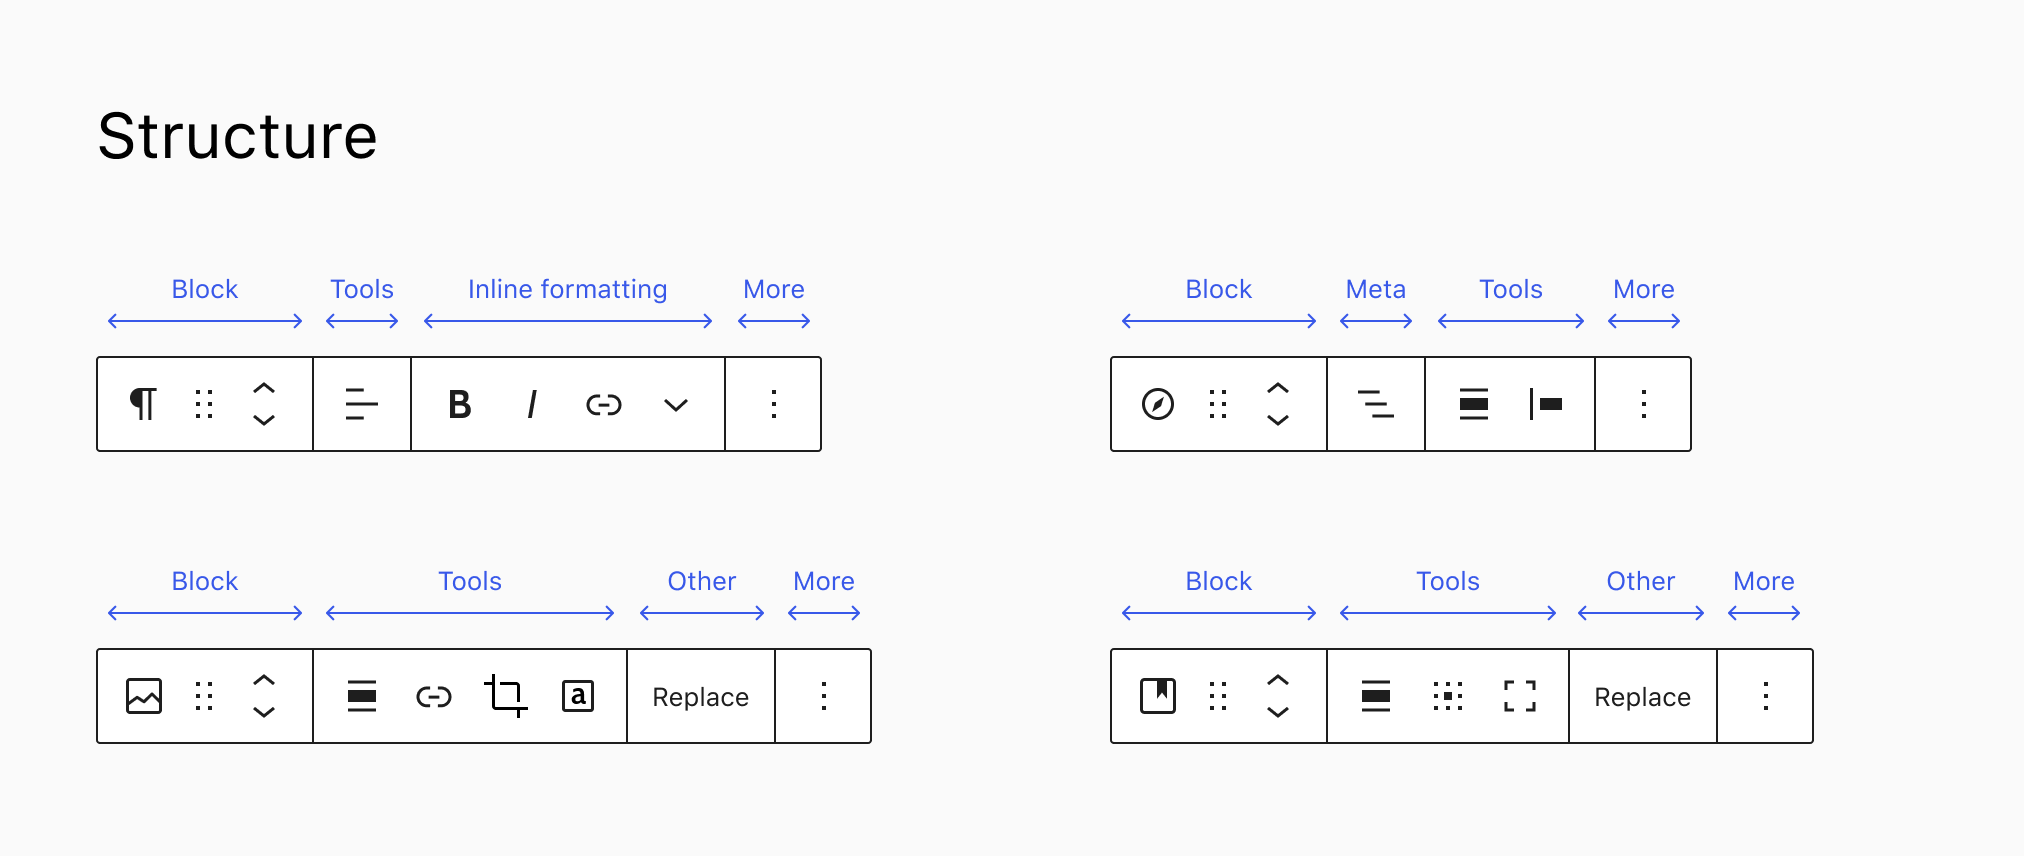 Structure
Block Tools Inline formatting More
B I
Block Meta Tools More
Block Tools Other More
a Replace
Block Tools Other More
Replace